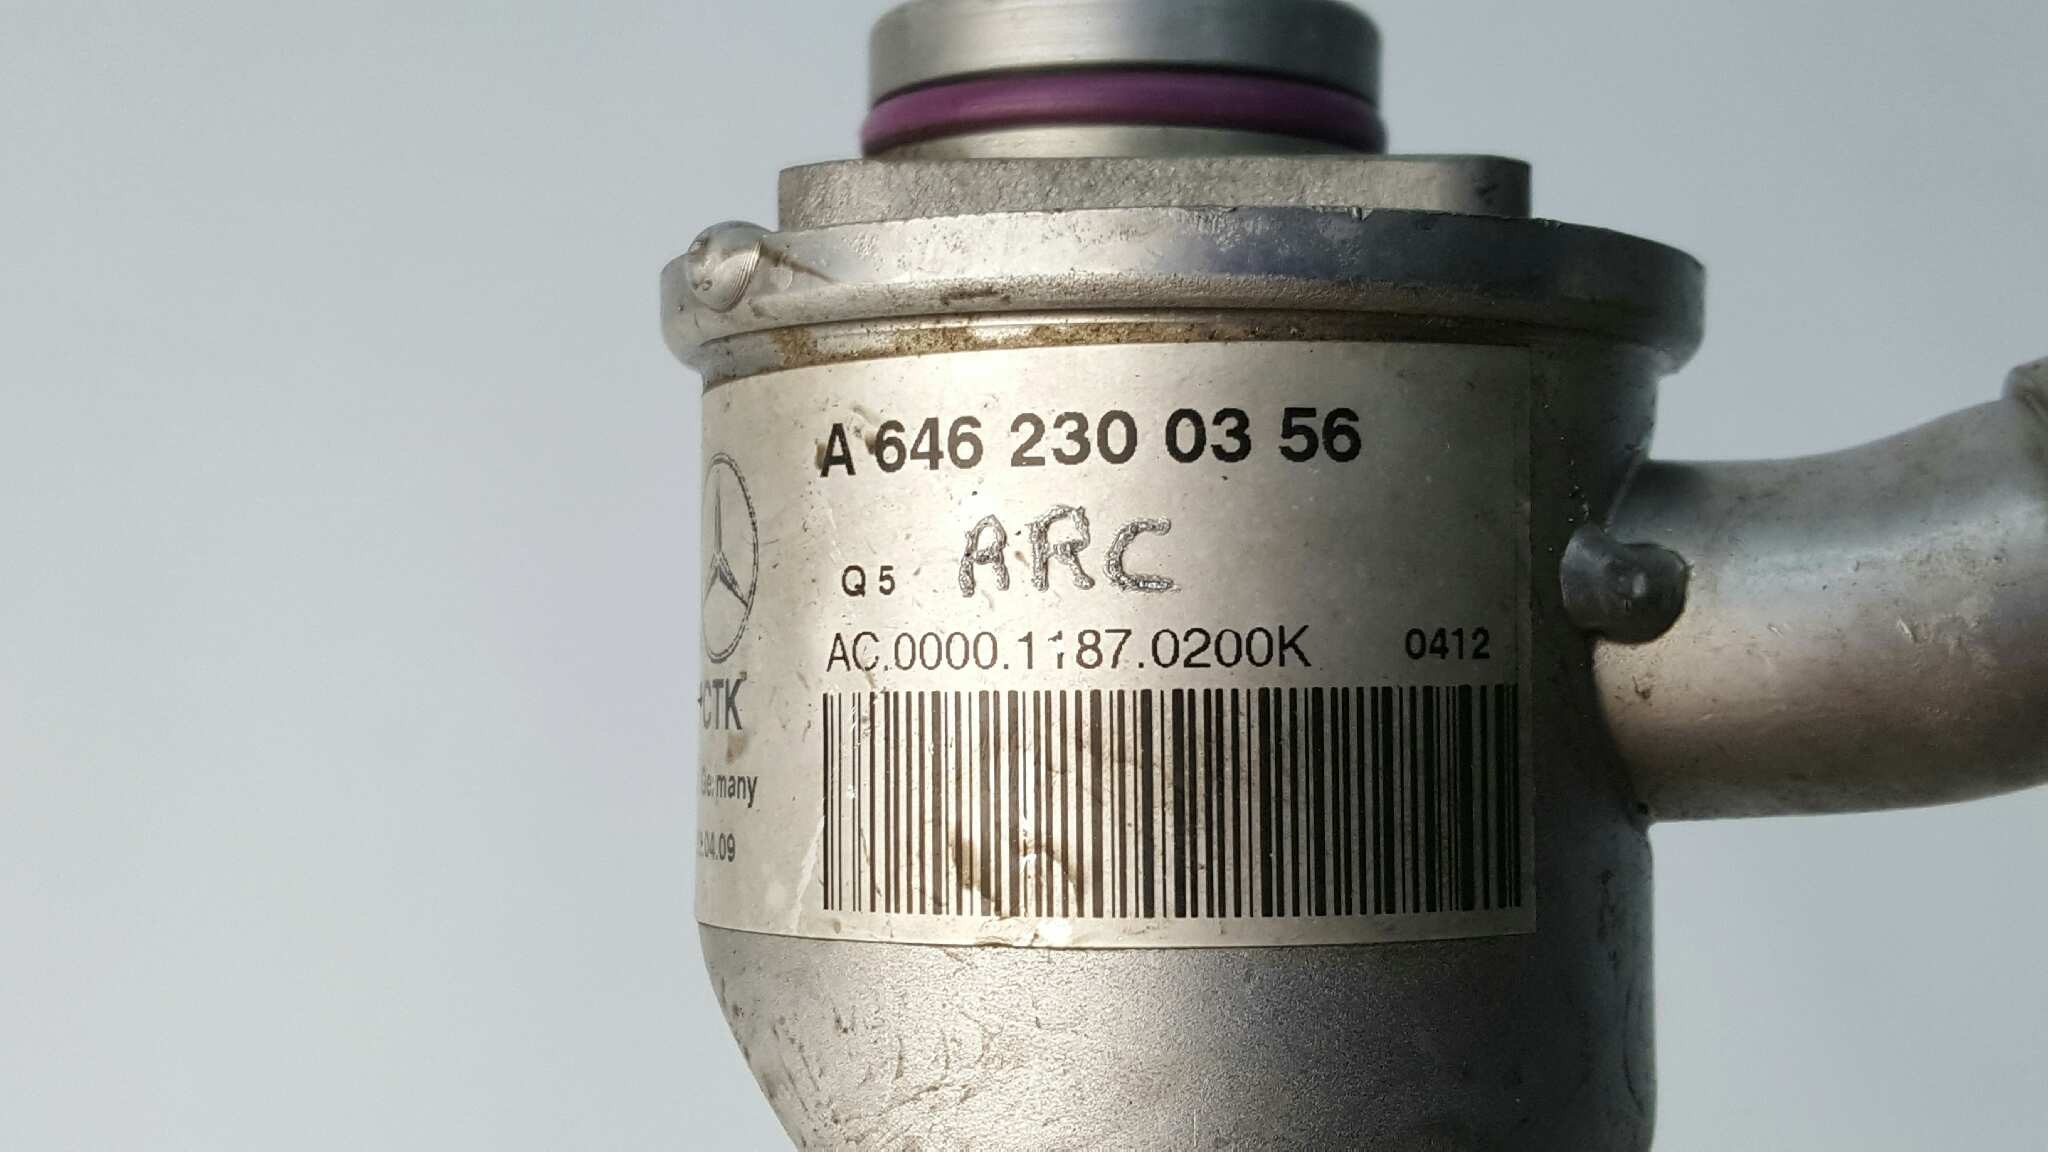 A 646 230 03 56
Q 5 ARC
AC.0000.1187.0200K 0412
CTK
Germany
.04.09